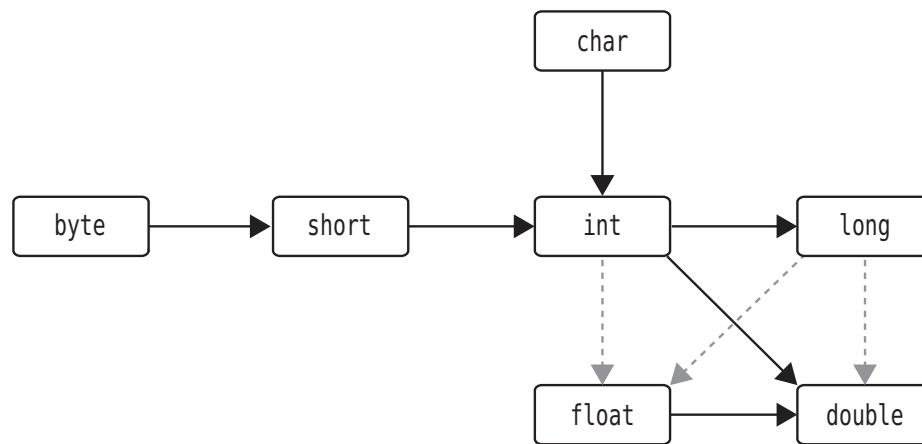 char
byte
short
int
long
float
double